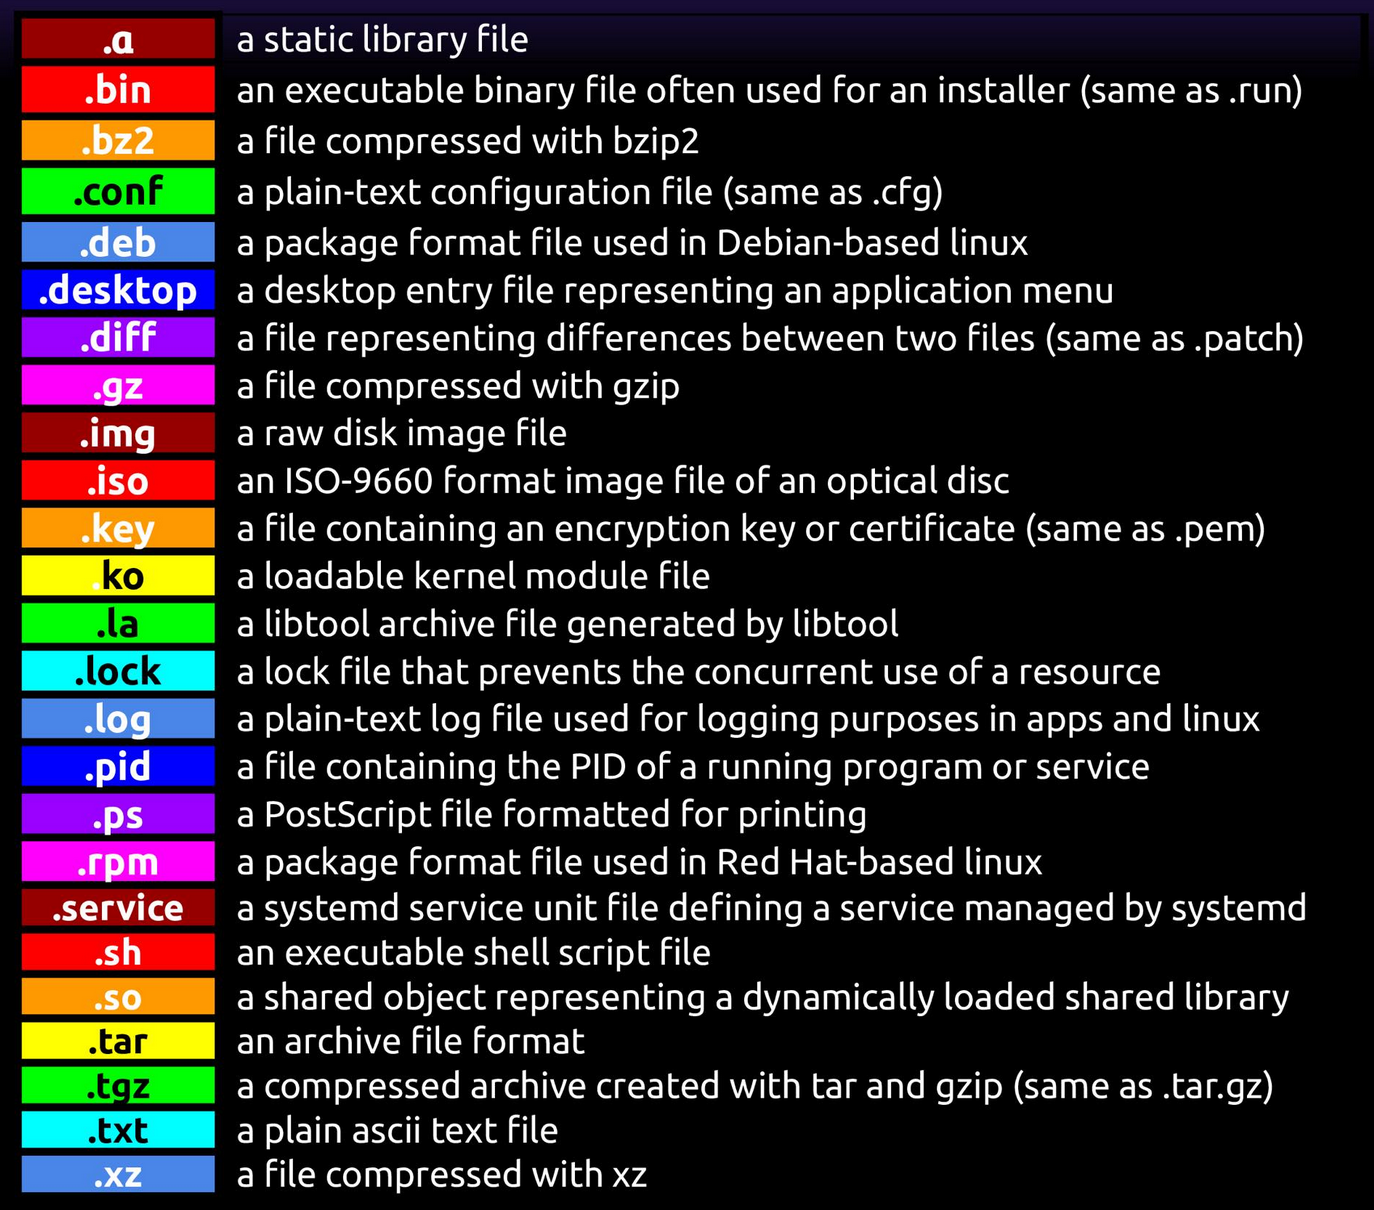 .a a static library file
.bin an executable binary file often used for an installer (same as .run)
.bz2 a file compressed with bzip2
.conf a plain-text configuration file (same as .cfg)
.deb a package format file used in Debian-based linux
.desktop a desktop entry file representing an application menu
.diff a file representing differences between two files (same as .patch)
.gz a file compressed with gzip
.img a raw disk image file
.iso an ISO-9660 format image file of an optical disc
.key a file containing an encryption key or certificate (same as .pem)
.ko a loadable kernel module file
.la a libtool archive file generated by libtool
.lock a lock file that prevents the concurrent use of a resource
.log a plain-text log file used for logging purposes in apps and linux
.pid a file containing the PID of a running program or service
.ps a PostScript file formatted for printing
.rpm a package format file used in Red Hat-based linux
.service a systemd service unit file defining a service managed by systemd
.sh an executable shell script file
.so a shared object representing a dynamically loaded shared library
.tar an archive file format
.tgz a compressed archive created with tar and gzip (same as .tar.gz)
.txt a plain ascii text file
.xz a file compressed with xz